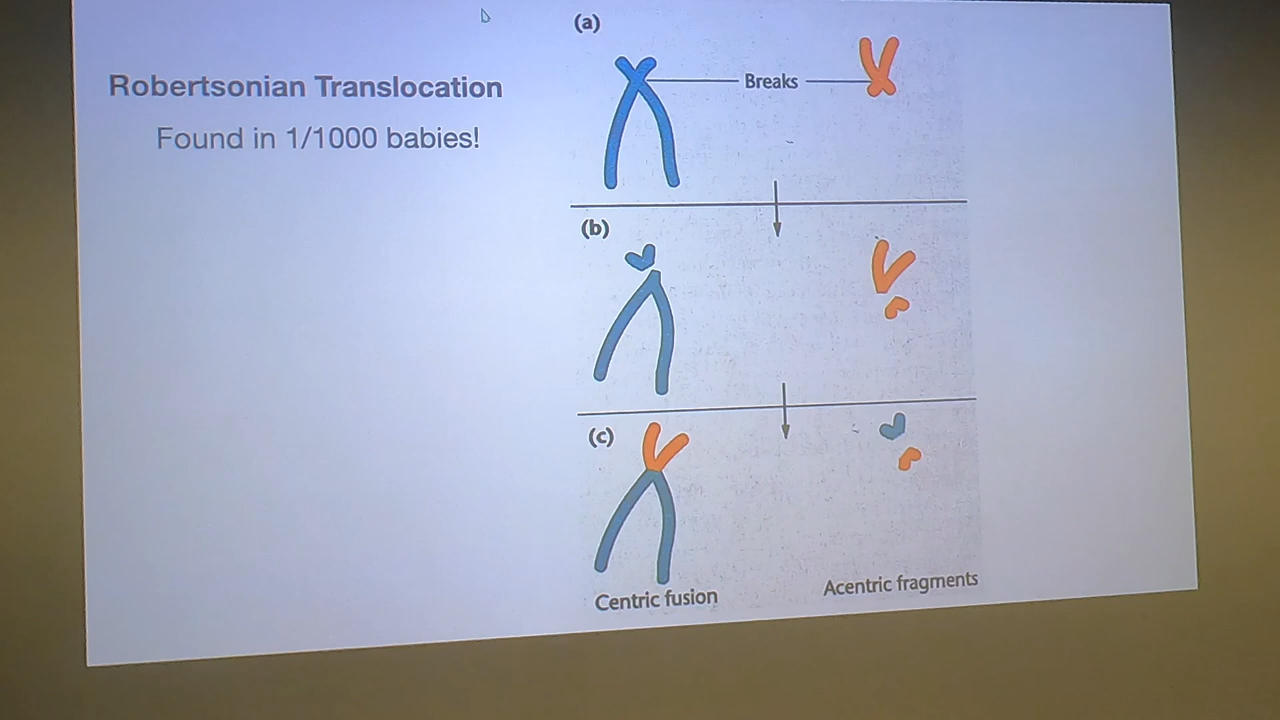 Robertsonian Translocation
Found in 1/1000 babies!
(a)
Breaks
(b)
(c)
Centric fusion
Acentric fragments